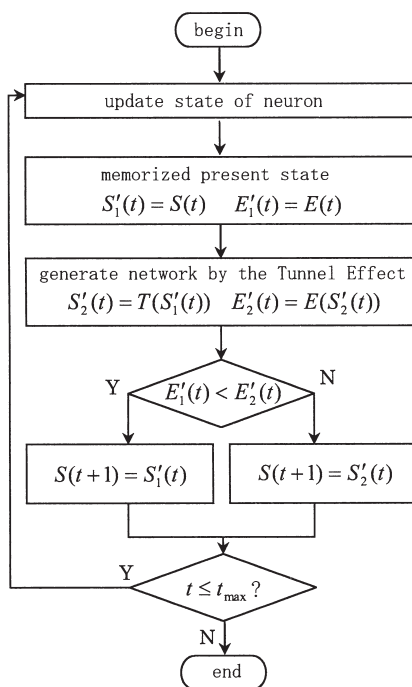 begin
update state of neuron
memorized present state
S′₁(t) = S(t) E′₁(t) = E(t)
generate network by the Tunnel Effect
S′₂(t) = T(S′₁(t)) E′₂(t) = E(S′₂(t))
Y E′₁(t) < E′₂(t) N
S(t+1) = S′₁(t) S(t+1) = S′₂(t)
Y t ≤ tₘₐₓ ?
N
end